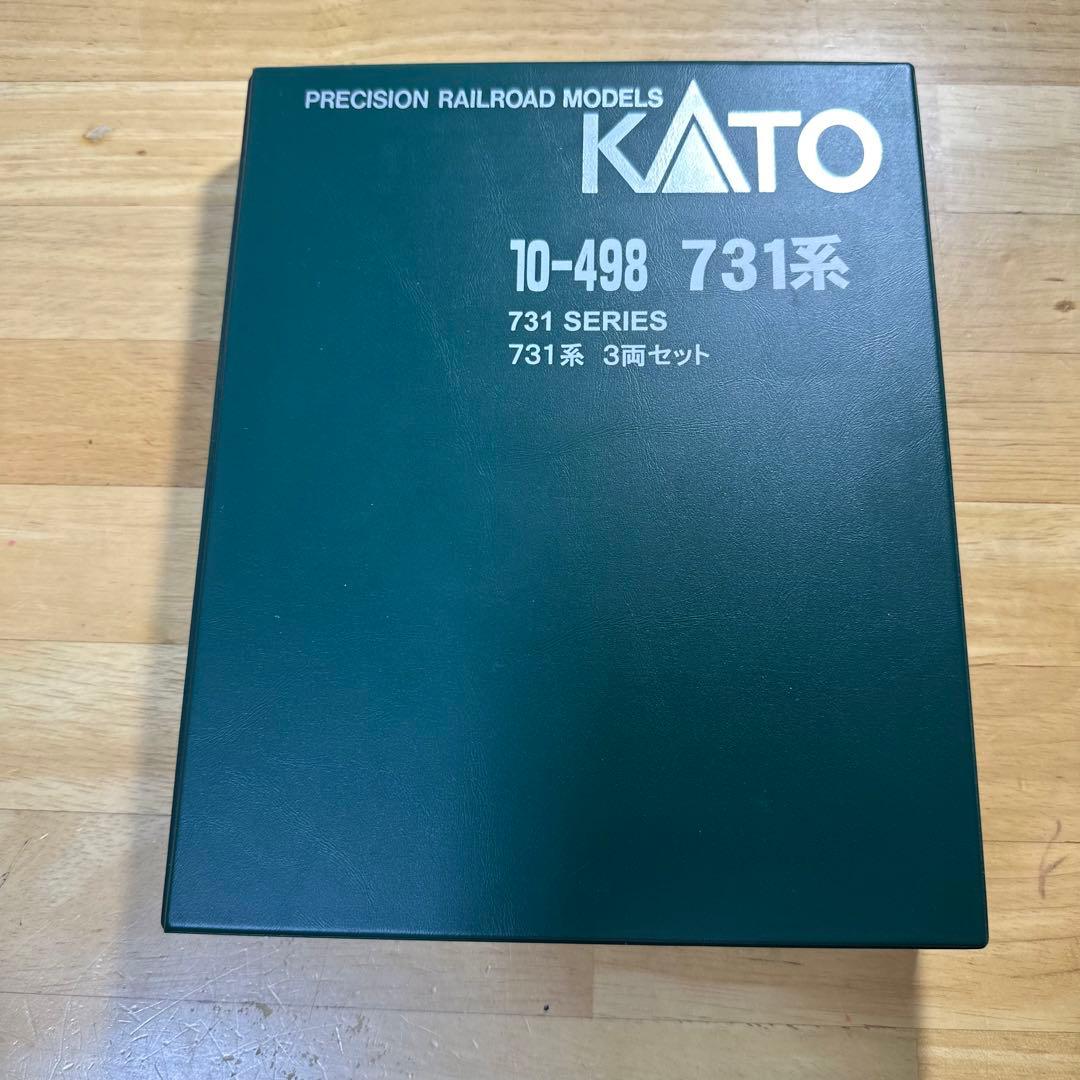 PRECISION RAILROAD MODELS
KATO
10-498 731系
731 SERIES
731系 3両セット